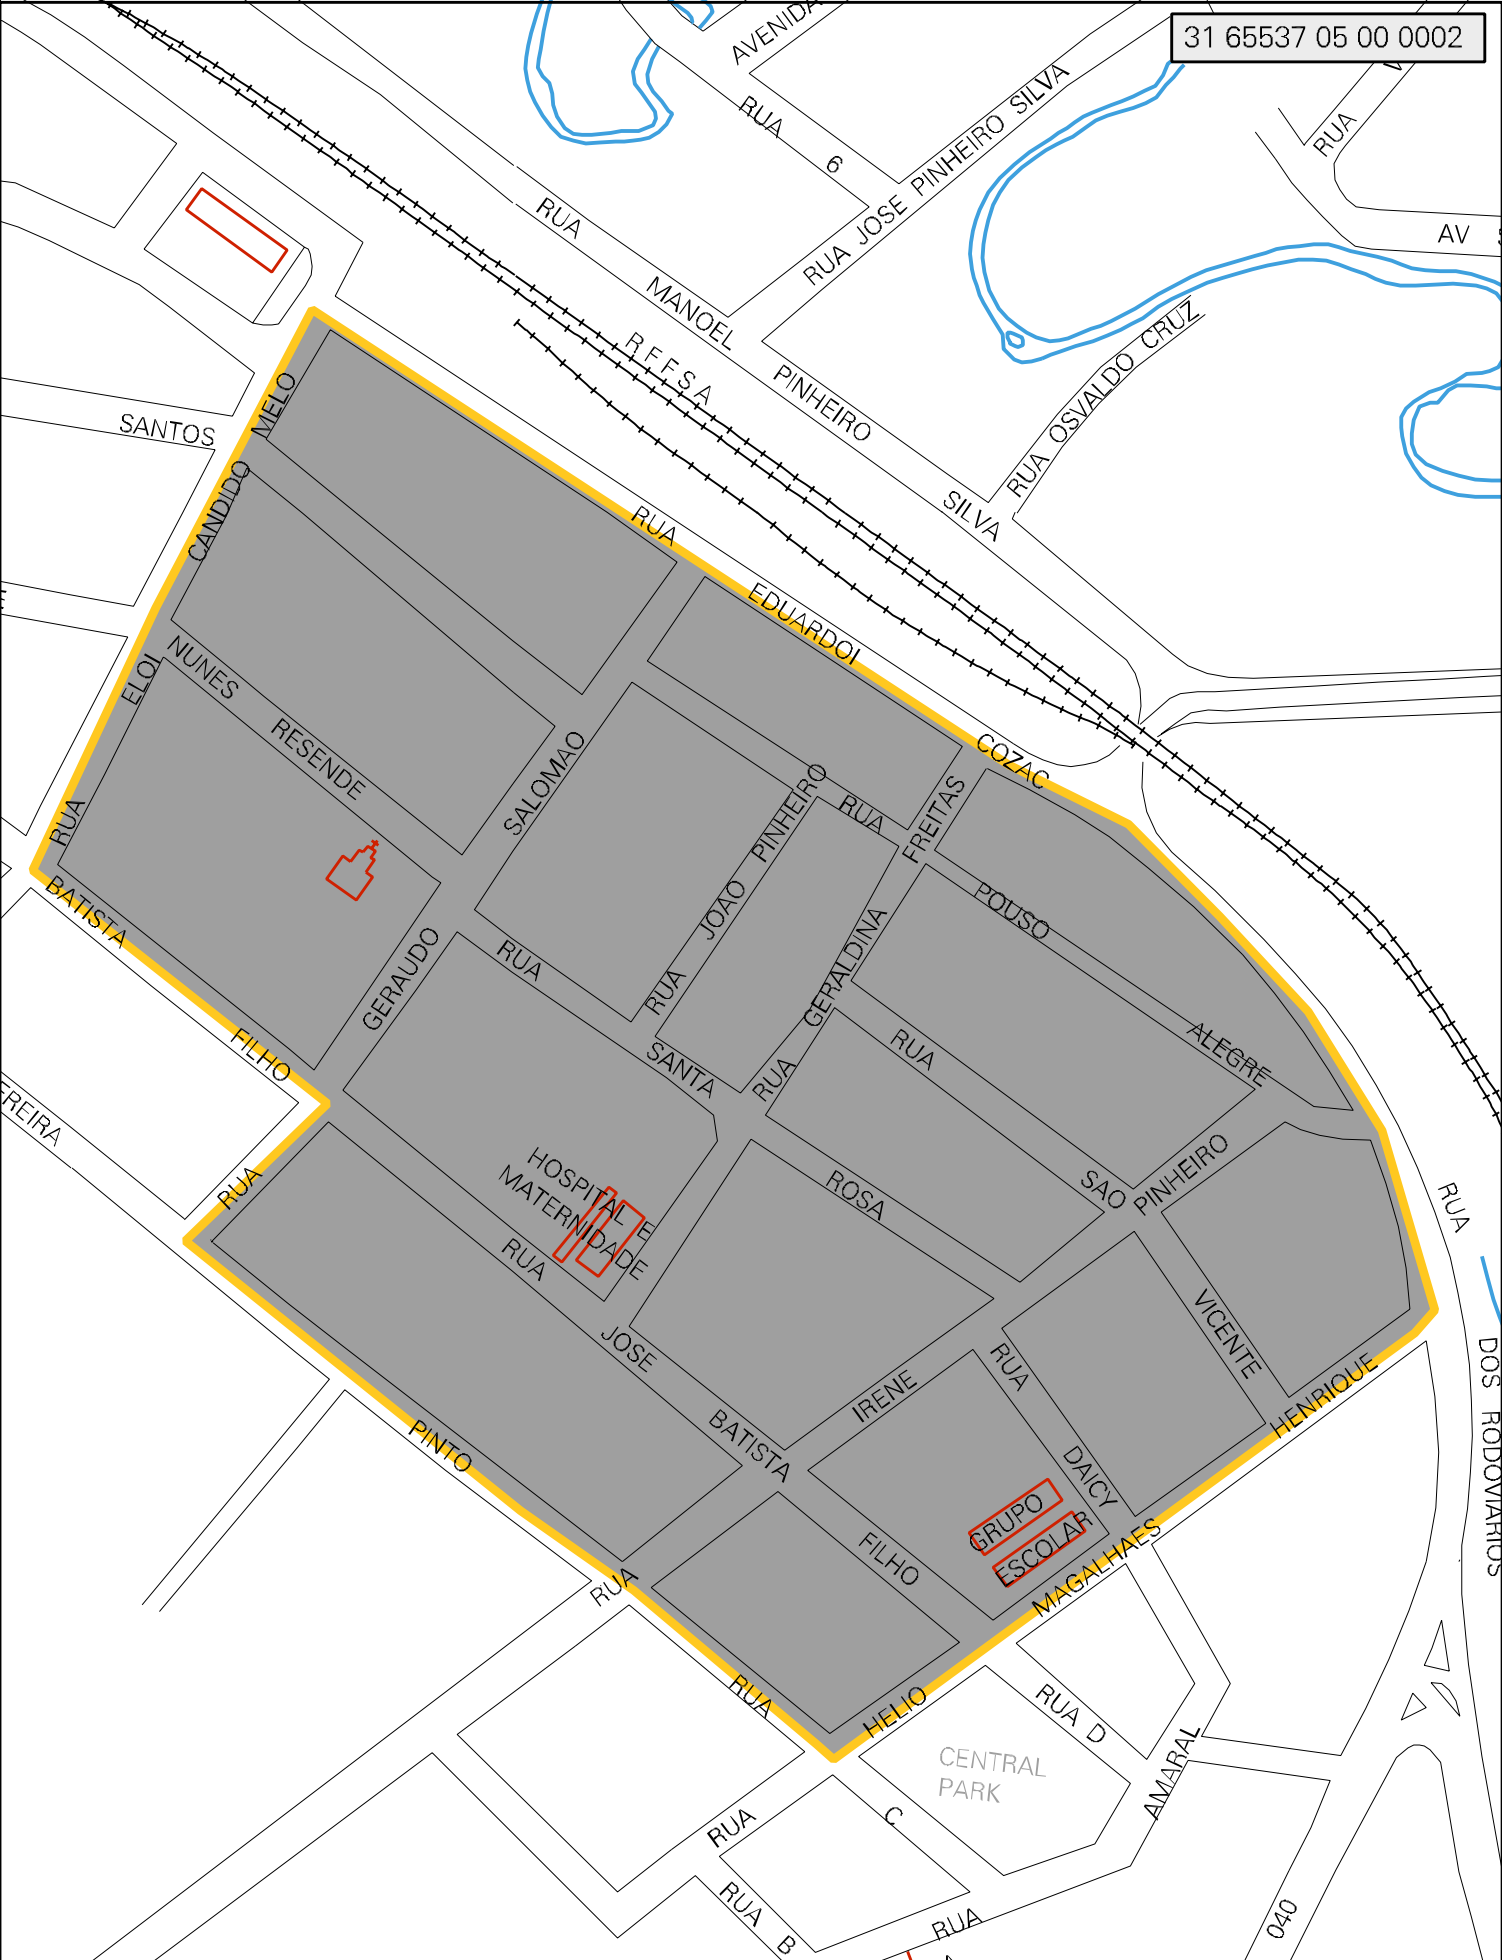 31 65537 05 00 0002
AVENIDA
RUA 6
RUA JOSE PINHEIRO SILVA
RUA
AV
RUA MANOEL PINHEIRO SILVA
R F F S A
RUA OSVALDO CRUZ
SANTOS
RUA ELOI CANDIDO MELO
RUA EDUARDOI COZAC
NUNES RESENDE
GERAUDO SALOMAO
RUA JOAO PINHEIRO
RUA GERALDINA FREITAS
RUA POUSO ALEGRE
RUA BATISTA FILHO
RUA SANTA ROSA
RUA SAO VICENTE
IRENE PINHEIRO
HOSPITAL E
MATERNIDADE
RUA JOSE BATISTA FILHO
RUA DAICY
GRUPO
ESCOLAR
HELIO MAGALHAES HENRIQUE
RUA DOS RODOVIARIOS
EREIRA PINTO
RUA
RUA
RUA
RUA C
RUA D
CENTRAL
PARK
RUA B
RUA AMARAL
040